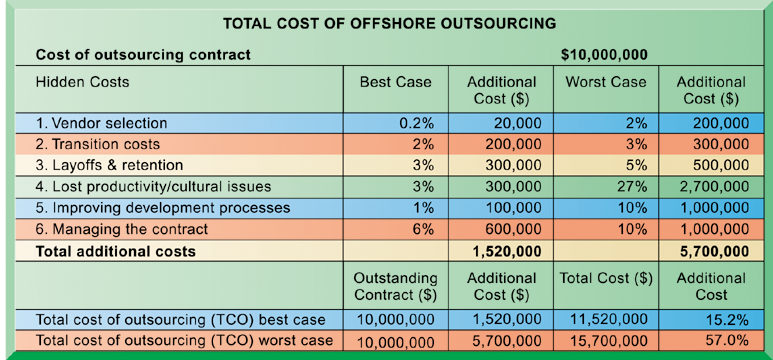 TOTAL COST OF OFFSHORE OUTSOURCING
Cost of outsourcing contract $10,000,000
Hidden Costs Best Case Additional Cost ($) Worst Case Additional Cost ($)
1. Vendor selection 0.2% 20,000 2% 200,000
2. Transition costs 2% 200,000 3% 300,000
3. Layoffs & retention 3% 300,000 5% 500,000
4. Lost productivity/cultural issues 3% 300,000 27% 2,700,000
5. Improving development processes 1% 100,000 10% 1,000,000
6. Managing the contract 6% 600,000 10% 1,000,000
Total additional costs 1,520,000 5,700,000
Outstanding Contract ($) Additional Cost ($) Total Cost ($) Additional Cost
Total cost of outsourcing (TCO) best case 10,000,000 1,520,000 11,520,000 15.2%
Total cost of outsourcing (TCO) worst case 10,000,000 5,700,000 15,700,000 57.0%